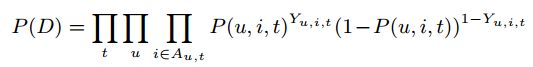 P(D) = ∏_t ∏_u ∏_{i∈A_{u,t}} P(u, i, t)^{Y_{u,i,t}} (1−P(u, i, t))^{1−Y_{u,i,t}}